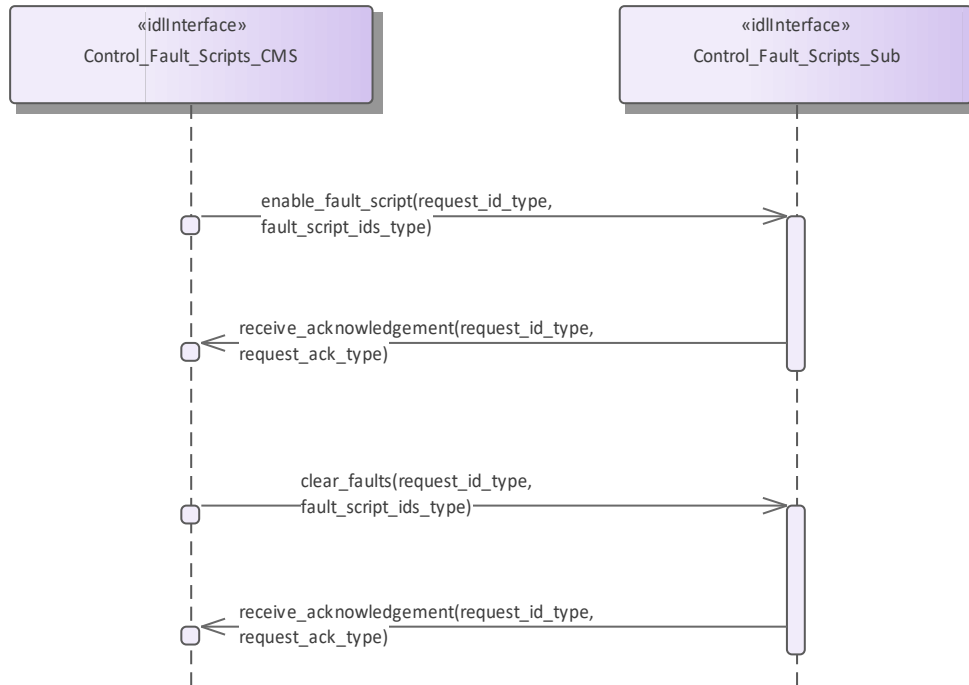 «idlInterface»
Control_Fault_Scripts_CMS
«idlInterface»
Control_Fault_Scripts_Sub
enable_fault_script(request_id_type,
fault_script_ids_type)
receive_acknowledgement(request_id_type,
request_ack_type)
clear_faults(request_id_type,
fault_script_ids_type)
receive_acknowledgement(request_id_type,
request_ack_type)